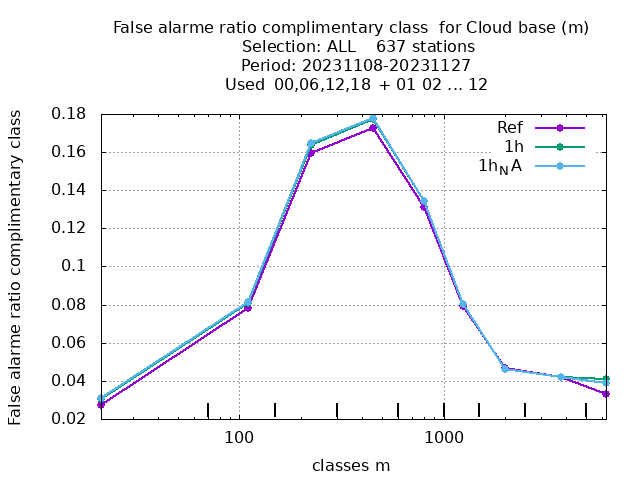 False alarme ratio complimentary class  for Cloud base (m)
Selection: ALL    637 stations
Period: 20231108-20231127
Used  00,06,12,18  + 01 02 ... 12
False alarme ratio complimentary class
0.18
0.16
0.14
0.12
0.1
0.08
0.06
0.04
0.02
Ref
1h
1h_NA
100
1000
classes m